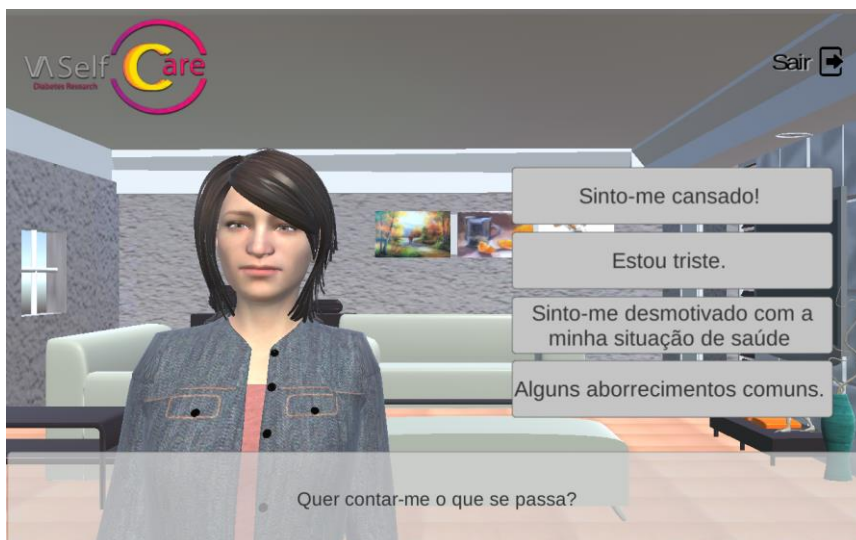 VASelf Care
Diabetes Research
Sair
Sinto-me cansado!
Estou triste.
Sinto-me desmotivado com a
minha situação de saúde
Alguns aborrecimentos comuns.
Quer contar-me o que se passa?